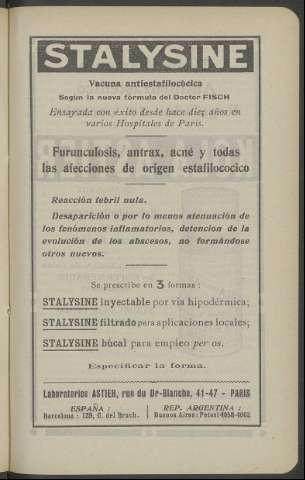 STALYSINE
Vacuna antiestafilocócica
Según la nueva fórmula del Doctor FISCH
Ensayada con éxito desde hace diez años en
varios Hospitales de Paris.
Furunculosis, antrax, acné y todas
las afecciones de origen estafilococico
Reacción febril nula.
Desaparición o por lo menos atenuación de
los fenómenos inflamatorios, detencion de la
evolución de los abscesos, no formándose
otros nuevos.
Se prescribe en 3 formas :
STALYSINE inyectable por vía hipodérmica;
STALYSINE filtrado para aplicaciones locales;
STALYSINE búcal para empleo per os.
Especificar la forma.
Laboratorios ASTIER, rue du Dr-Blanche, 41-47 - PARIS
ESPAÑA :
Barcelona : 129, C. del Bruch.
REP. ARGENTINA :
Buenos Aires : Potosi 4058-4062